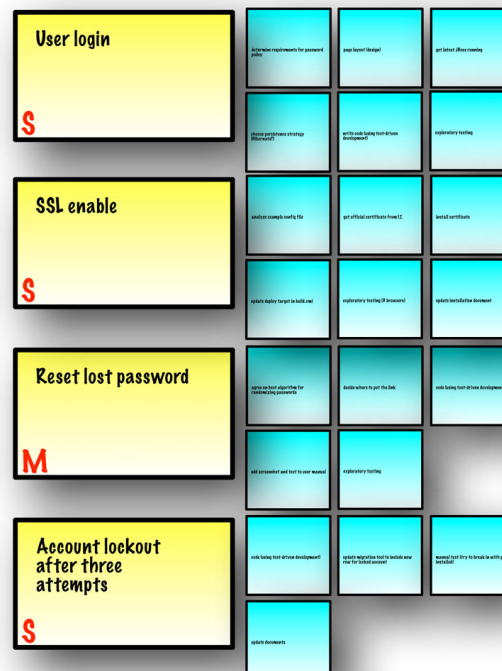 User login
S
determine requirements for password
policy
page layout (design)
get latest JBoss running
choose persistence strategy
(Hibernate?)
write code (using test-driven
development)
exploratory testing
SSL enable
S
analyze example config file
get official certificate from I.T.
install certificate
update deploy target in build.xml
exploratory testing (# browsers)
update installation document
Reset lost password
M
agree on best algorithm for
randomizing passwords
decide where to put the link
code (using test-driven development
add screenshot and text to user manual
exploratory testing
Account lockout
after three
attempts
S
code (using test-driven development)
update migration tool to include new
row for locked account
manual test (try to break in with
installed)
update documents